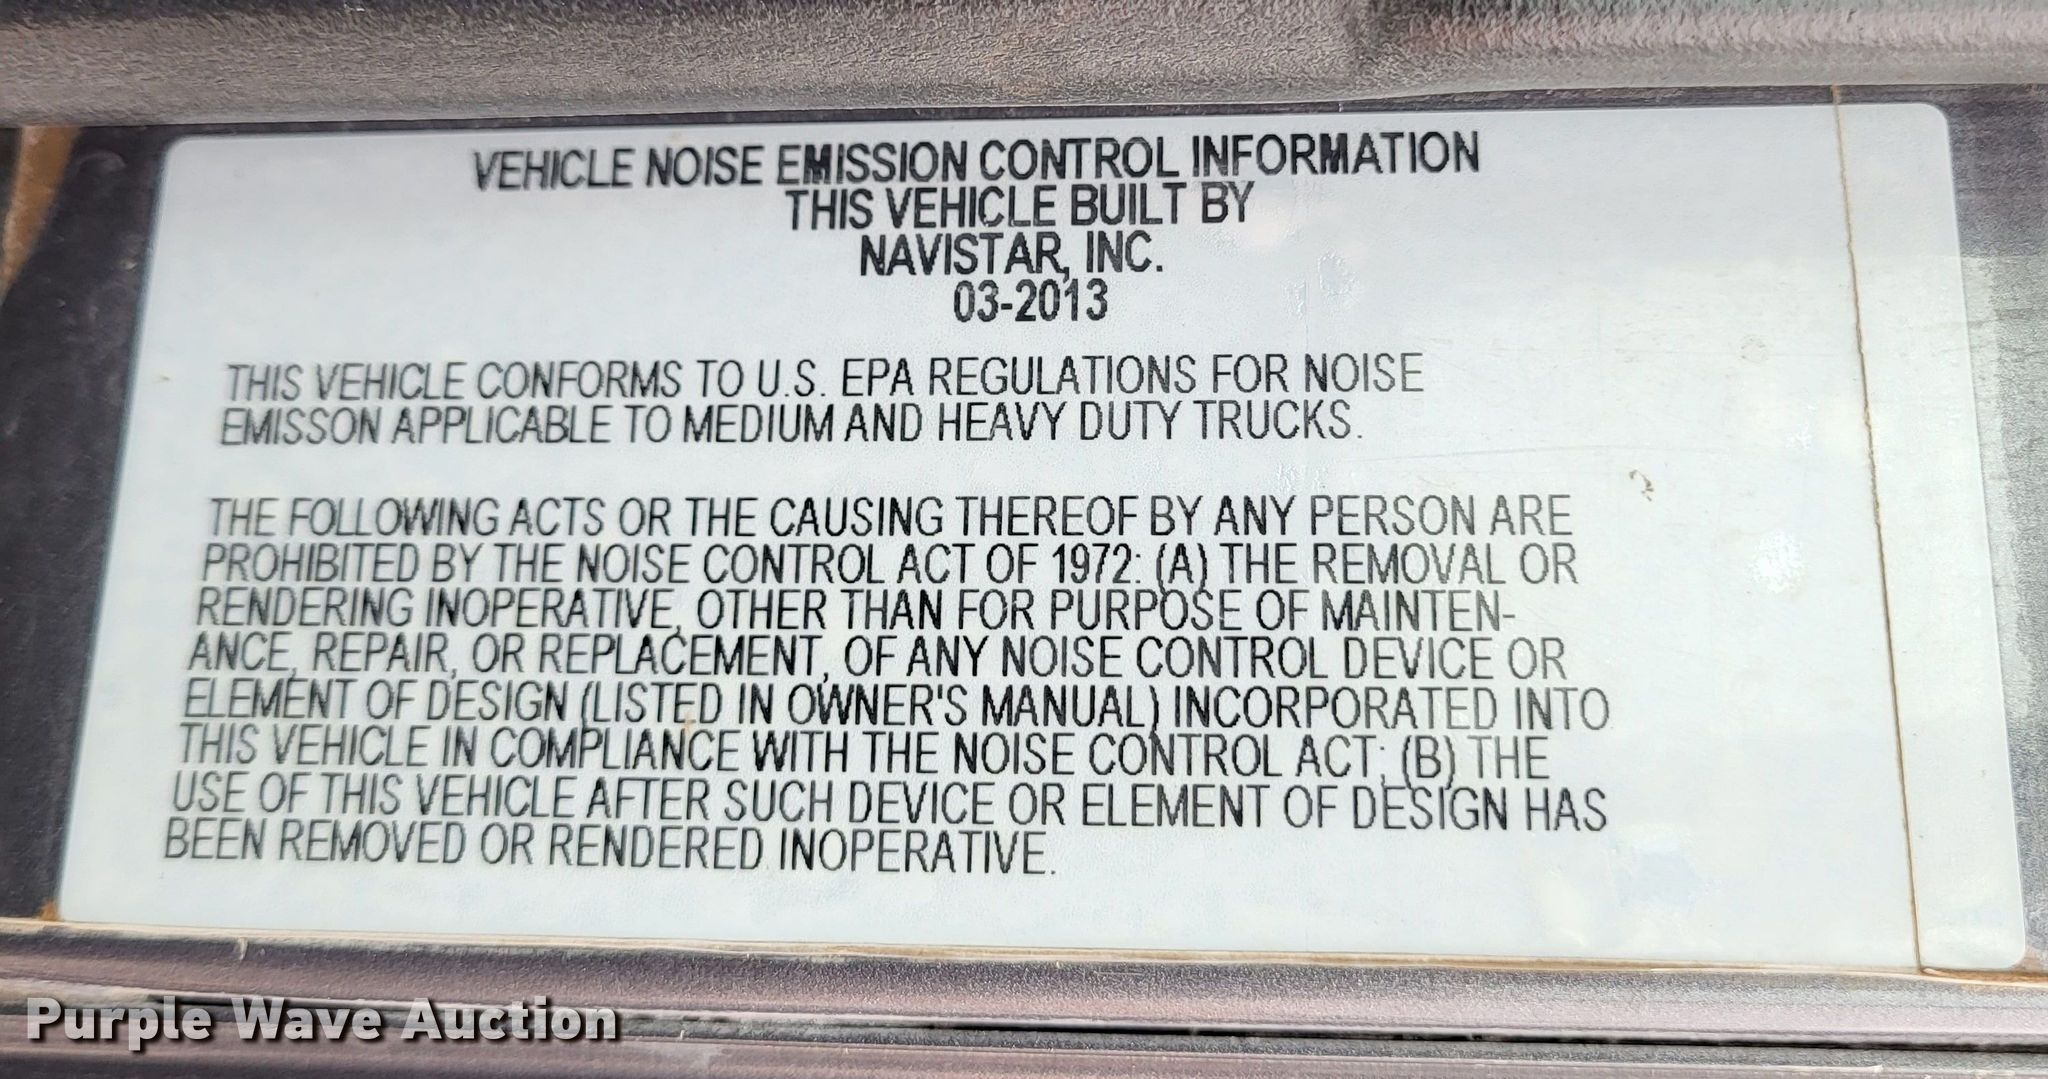 VEHICLE NOISE EMISSION CONTROL INFORMATION
THIS VEHICLE BUILT BY
NAVISTAR, INC.
03-2013
THIS VEHICLE CONFORMS TO U.S. EPA REGULATIONS FOR NOISE
EMISSON APPLICABLE TO MEDIUM AND HEAVY DUTY TRUCKS.
THE FOLLOWING ACTS OR THE CAUSING THEREOF BY ANY PERSON ARE
PROHIBITED BY THE NOISE CONTROL ACT OF 1972: (A) THE REMOVAL OR
RENDERING INOPERATIVE, OTHER THAN FOR PURPOSE OF MAINTEN-
ANCE, REPAIR, OR REPLACEMENT, OF ANY NOISE CONTROL DEVICE OR
ELEMENT OF DESIGN (LISTED IN OWNER'S MANUAL) INCORPORATED INTO
THIS VEHICLE IN COMPLIANCE WITH THE NOISE CONTROL ACT; (B) THE
USE OF THIS VEHICLE AFTER SUCH DEVICE OR ELEMENT OF DESIGN HAS
BEEN REMOVED OR RENDERED INOPERATIVE.
Purple Wave Auction